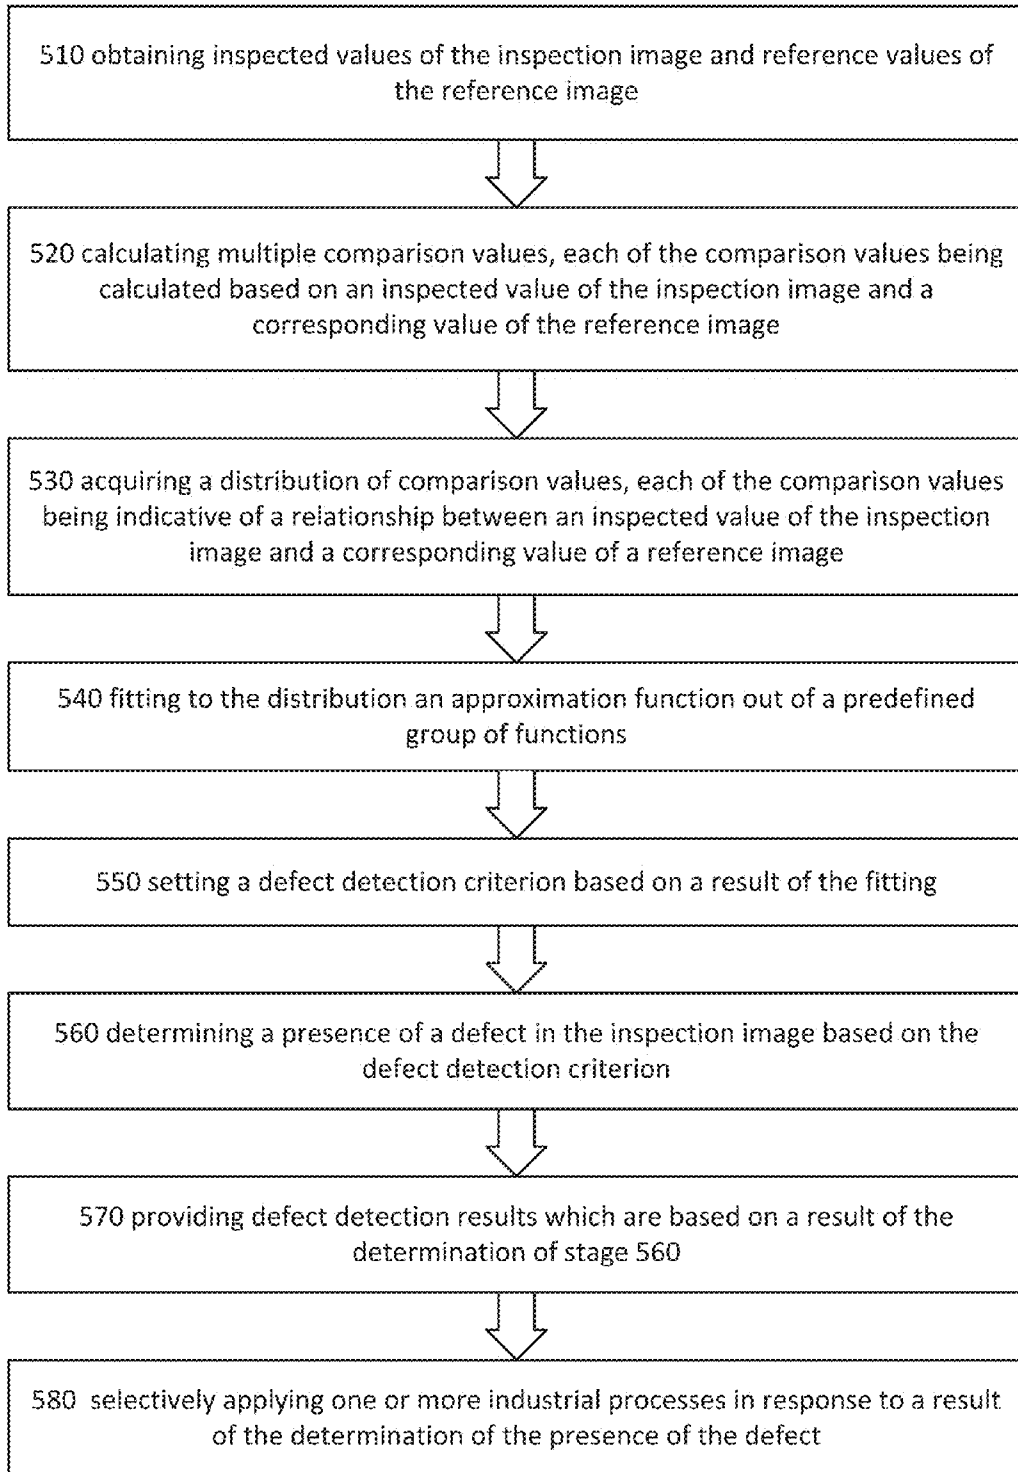 510 obtaining inspected values of the inspection image and reference values of
the reference image
520 calculating multiple comparison values, each of the comparison values being
calculated based on an inspected value of the inspection image and a
corresponding value of the reference image
530 acquiring a distribution of comparison values, each of the comparison values
being indicative of a relationship between an inspected value of the inspection
image and a corresponding value of a reference image
540 fitting to the distribution an approximation function out of a predefined
group of functions
550 setting a defect detection criterion based on a result of the fitting
560 determining a presence of a defect in the inspection image based on the
defect detection criterion
570 providing defect detection results which are based on a result of the
determination of stage 560
580 selectively applying one or more industrial processes in response to a result
of the determination of the presence of the defect